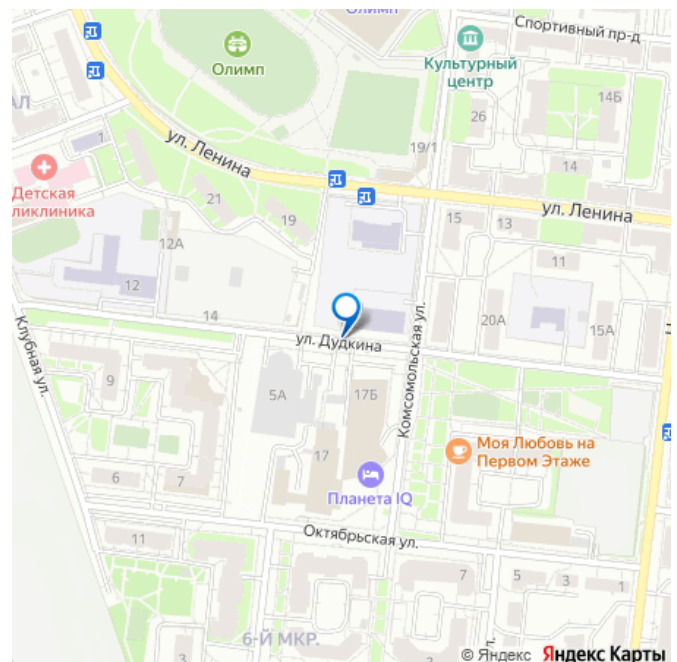 Олимп
Спортивный пр-д
Олимп
Культурный
центр
14Б
26
АЛ
1
ул. Ленина
19/1
14
Детская
21
ул. Ленина
19
15
13
12А
11
12
14
20А
15А
ул. Дудкина
Клубная ул.
Комсомольская ул.
9
5А
17Б
Моя Любовь на
Первом Этаже
17
6
7
Планета IQ
11
Октябрьская ул.
7
5
3
1
6-Й МКР.
3
© Яндекс Яндекс Карты